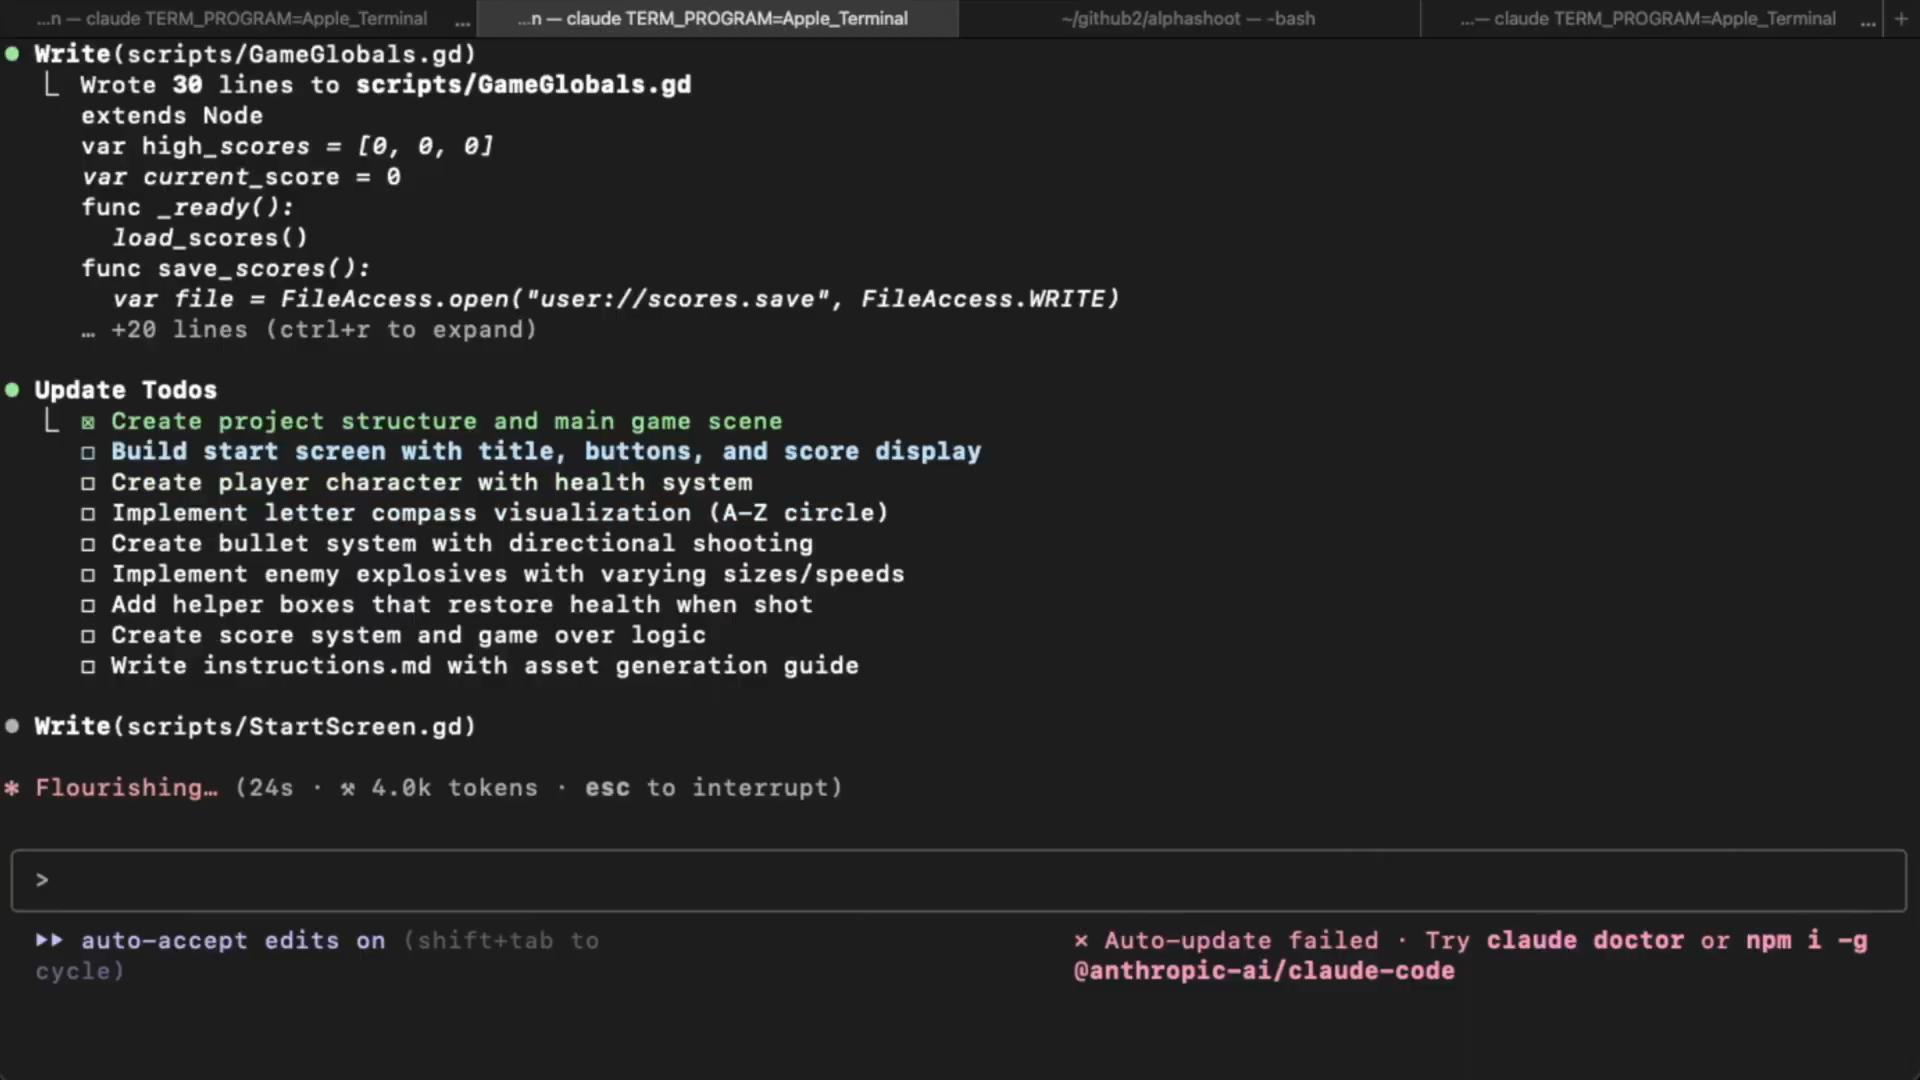 ...n — claude TERM_PROGRAM=Apple_Terminal ... ...n — claude TERM_PROGRAM=Apple_Terminal ~/github2/alphashoot — -bash ...— claude TERM_PROGRAM=Apple_Terminal ... +
● Write(scripts/GameGlobals.gd)
⎿ Wrote 30 lines to scripts/GameGlobals.gd
extends Node
var high_scores = [0, 0, 0]
var current_score = 0
func _ready():
load_scores()
func save_scores():
var file = FileAccess.open("user://scores.save", FileAccess.WRITE)
… +20 lines (ctrl+r to expand)
● Update Todos
⎿ ☒ Create project structure and main game scene
☐ Build start screen with title, buttons, and score display
☐ Create player character with health system
☐ Implement letter compass visualization (A-Z circle)
☐ Create bullet system with directional shooting
☐ Implement enemy explosives with varying sizes/speeds
☐ Add helper boxes that restore health when shot
☐ Create score system and game over logic
☐ Write instructions.md with asset generation guide
● Write(scripts/StartScreen.gd)
* Flourishing… (24s · ⚒ 4.0k tokens · esc to interrupt)
>
⏵⏵ auto-accept edits on (shift+tab to
cycle)
× Auto-update failed · Try claude doctor or npm i -g
@anthropic-ai/claude-code